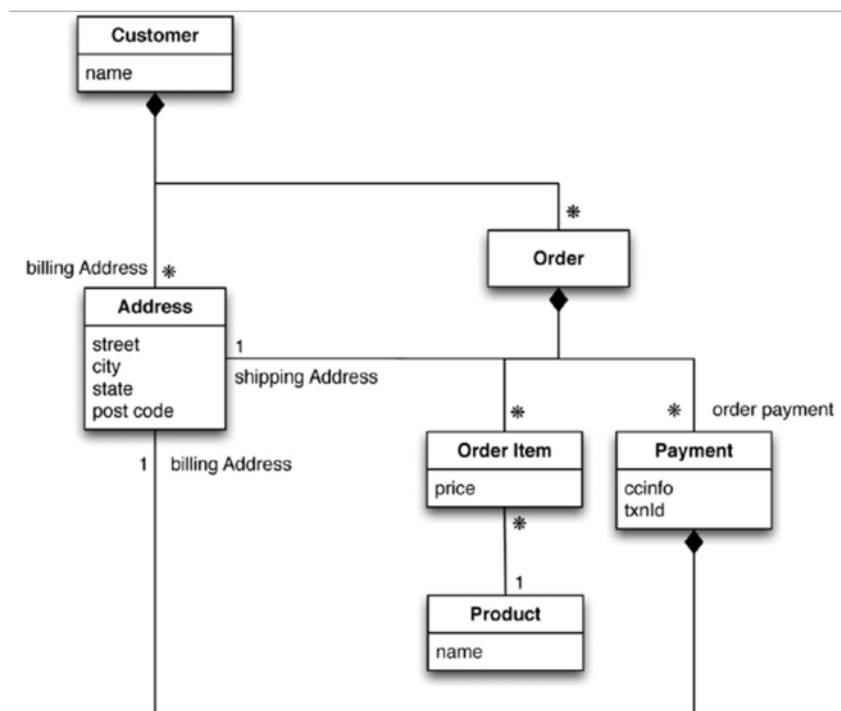 Customer
name
*
Order
billing Address *
Address
street
city
state
post code
1
shipping Address
*
* order payment
1 billing Address
Order Item
price
Payment
ccinfo
txnId
*
1
Product
name